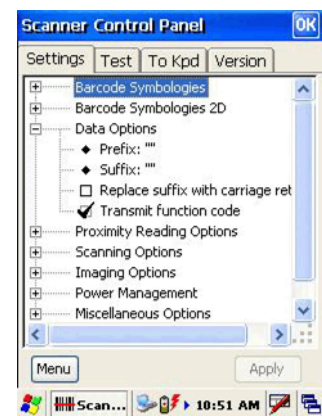 Scanner Control Panel OK
Settings Test To Kpd Version
Barcode Symbologies
Barcode Symbologies 2D
Data Options
Prefix: ""
Suffix: ""
Replace suffix with carriage ret
Transmit function code
Proximity Reading Options
Scanning Options
Imaging Options
Power Management
Miscellaneous Options
Menu Apply
Scan... 10:51 AM